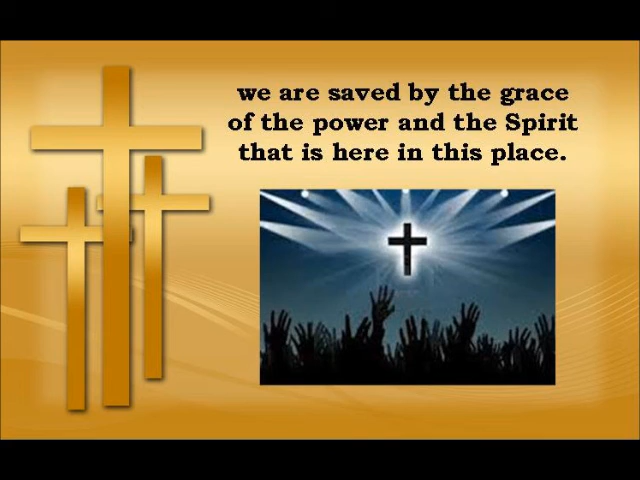 we are saved by the grace
of the power and the Spirit
that is here in this place.